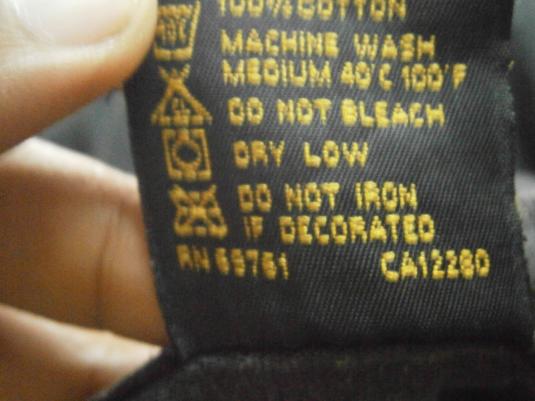 100% COTTON
MACHINE WASH
MEDIUM 40°C 100°F
DO NOT BLEACH
DRY LOW
DO NOT IRON
IF DECORATED
RN 69761 CA12280